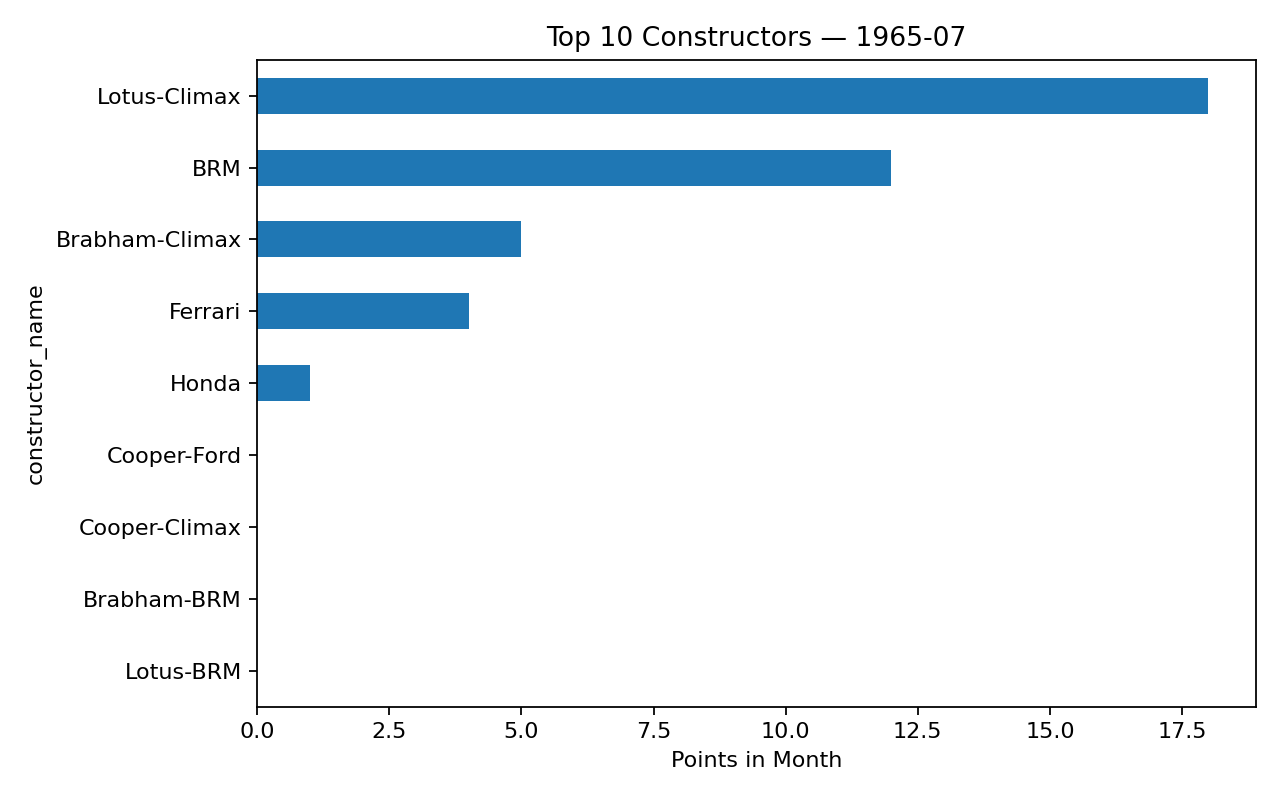 Top 10 Constructors — 1965-07
constructor_name
Lotus-Climax
BRM
Brabham-Climax
Ferrari
Honda
Cooper-Ford
Cooper-Climax
Brabham-BRM
Lotus-BRM
0.0 2.5 5.0 7.5 10.0 12.5 15.0 17.5
Points in Month